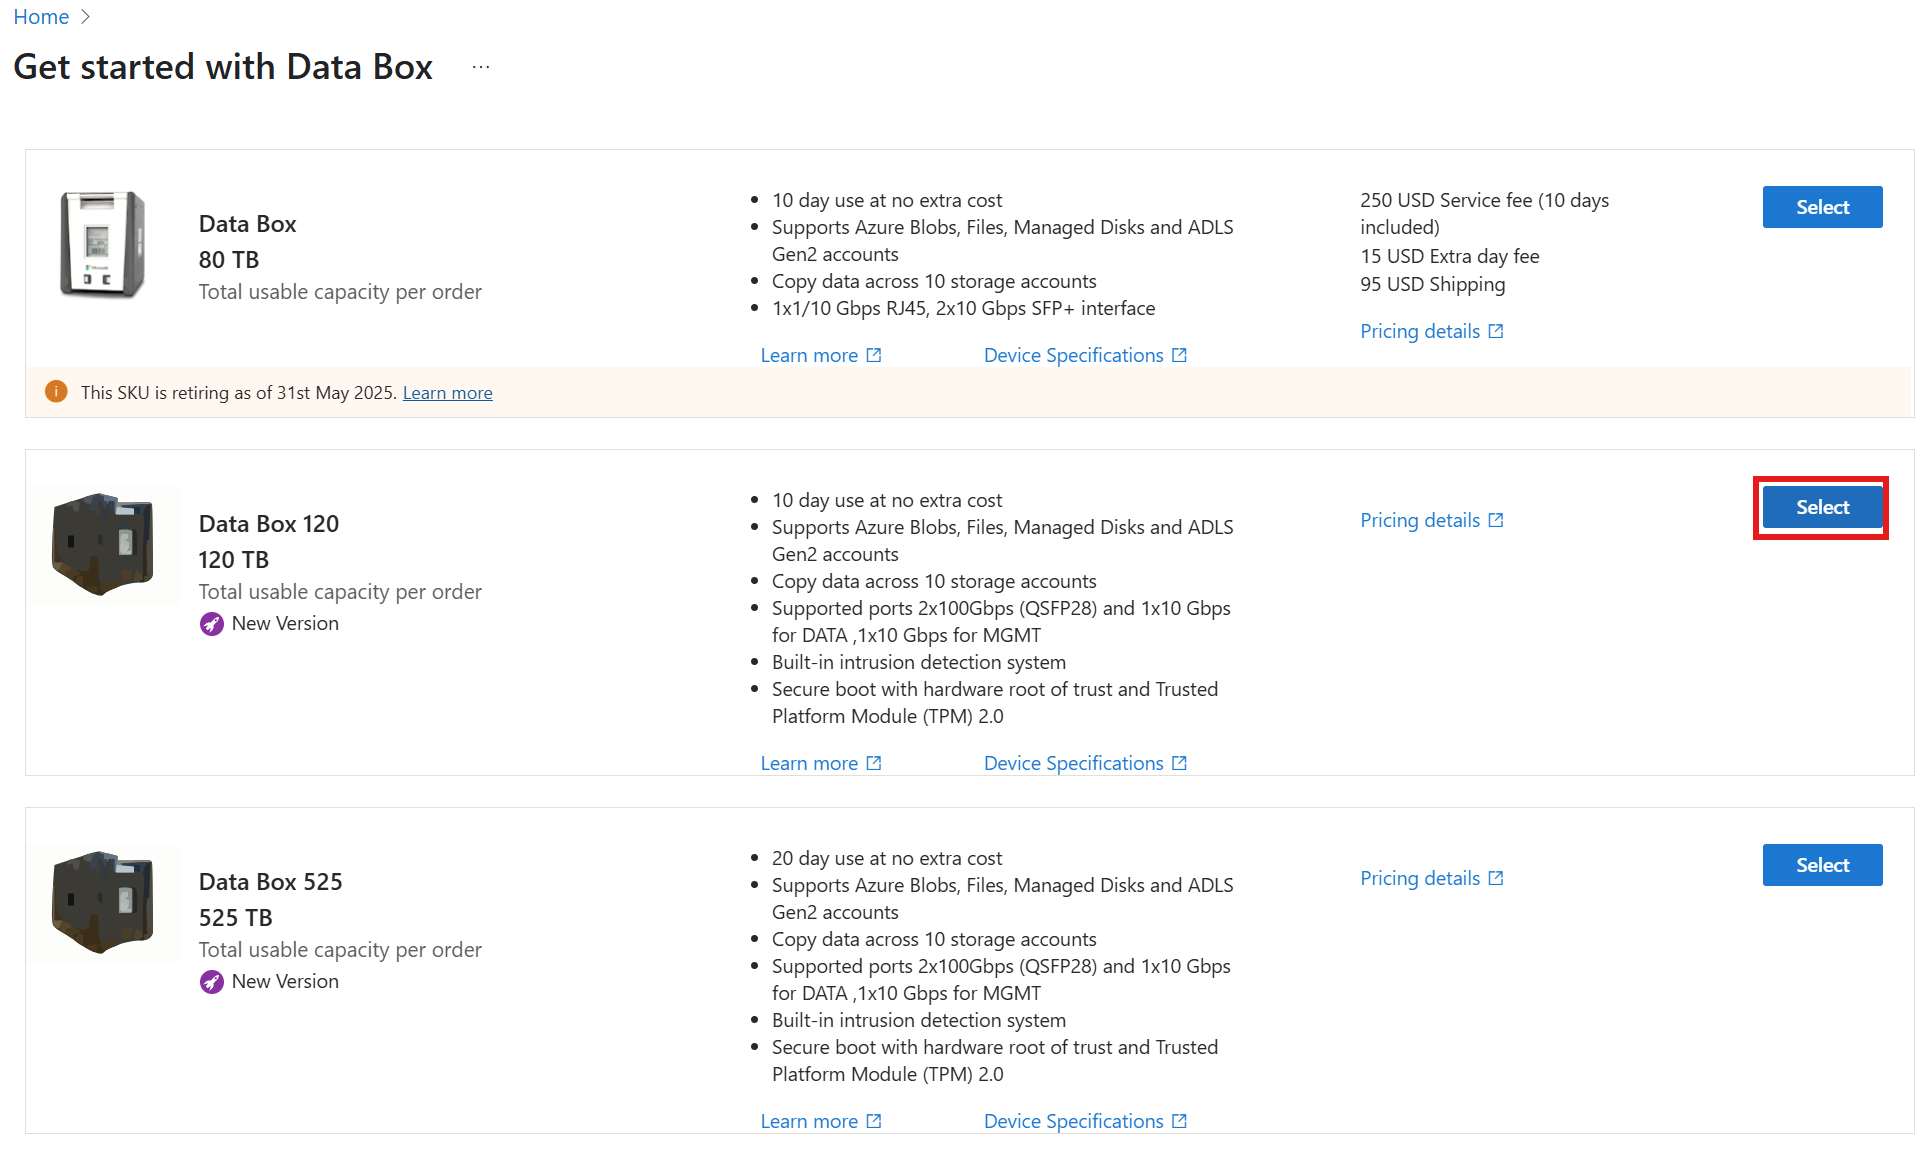 Home
Get started with Data Box
Data Box
80 TB
Total usable capacity per order
10 day use at no extra cost
Supports Azure Blobs, Files, Managed Disks and ADLS
Gen2 accounts
Copy data across 10 storage accounts
1x1/10 Gbps RJ45, 2x10 Gbps SFP+ interface
Learn more
Device Specifications
250 USD Service fee (10 days
included)
15 USD Extra day fee
95 USD Shipping
Pricing details
Select
This SKU is retiring as of 31st May 2025. Learn more
Data Box 120
120 TB
Total usable capacity per order
New Version
10 day use at no extra cost
Supports Azure Blobs, Files, Managed Disks and ADLS
Gen2 accounts
Copy data across 10 storage accounts
Supported ports 2x100Gbps (QSFP28) and 1x10 Gbps
for DATA ,1x10 Gbps for MGMT
Built-in intrusion detection system
Secure boot with hardware root of trust and Trusted
Platform Module (TPM) 2.0
Learn more
Device Specifications
Pricing details
Select
Data Box 525
525 TB
Total usable capacity per order
New Version
20 day use at no extra cost
Supports Azure Blobs, Files, Managed Disks and ADLS
Gen2 accounts
Copy data across 10 storage accounts
Supported ports 2x100Gbps (QSFP28) and 1x10 Gbps
for DATA ,1x10 Gbps for MGMT
Built-in intrusion detection system
Secure boot with hardware root of trust and Trusted
Platform Module (TPM) 2.0
Learn more
Device Specifications
Pricing details
Select